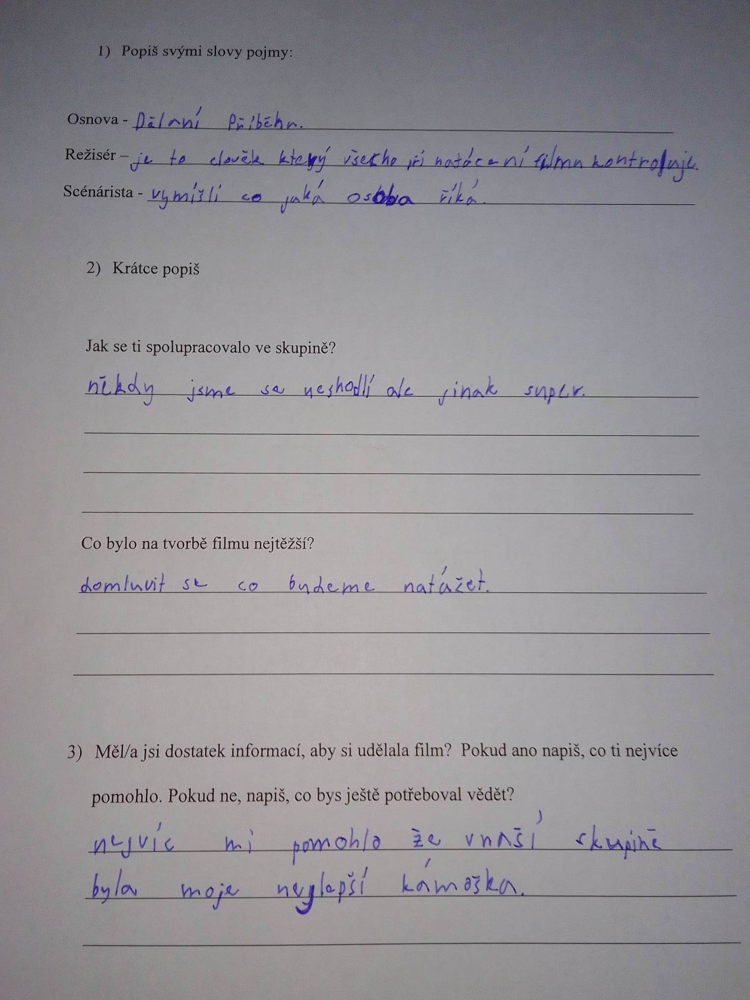 1) Popiš svými slovy pojmy:
Osnova - Dělaní Příběhu.
Režisér – je to clověk kteryý všecho při natácení filmu kontroluje.
Scénárista - vymíšlí co jaká osoba říká.
2) Krátce popiš
Jak se ti spolupracovalo ve skupině?
někdy jsme se neshodlí ale jinak super.
Co bylo na tvorbě filmu nejtěžší?
domluvit se co budeme natážet.
3) Měl/a jsi dostatek informací, aby si udělala film? Pokud ano napiš, co ti nejvíce
pomohlo. Pokud ne, napiš, co bys ještě potřeboval vědět?
nejvíc mi pomohlo že vnaší skupině
byla moje nejlepší kámoška.